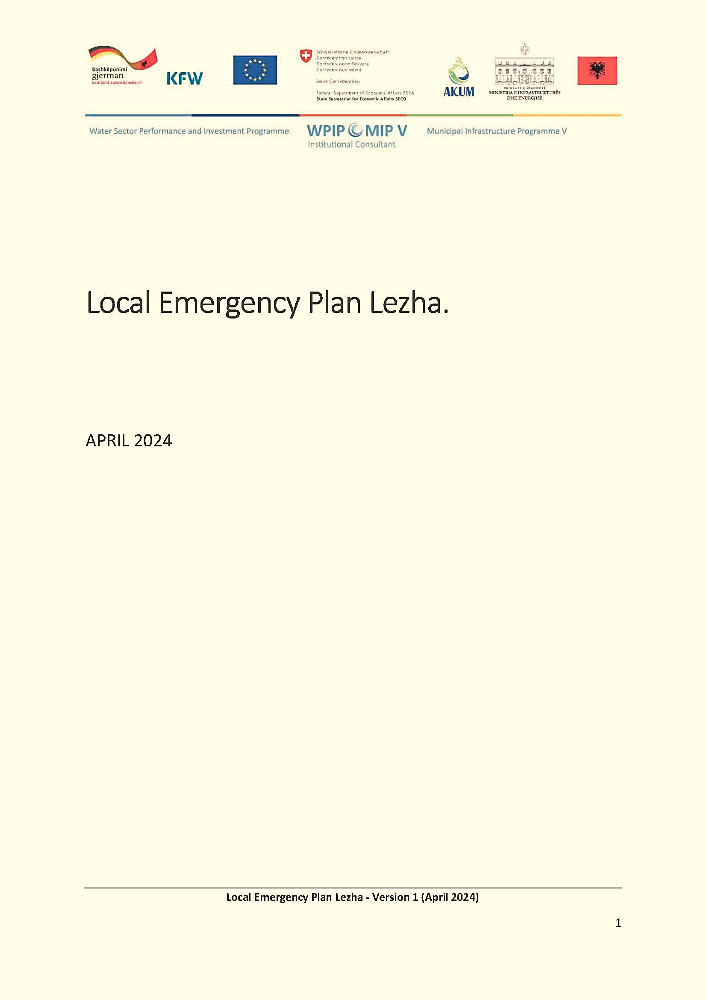 bashkëpunimi
gjerman
DEUTSCHE ZUSAMMENARBEIT
KFW
Schweizerische Eidgenossenschaft
Confédération suisse
Confederazione Svizzera
Confederaziun svizra
Swiss Confederation
Federal Department of Economic Affairs FDEA
State Secretariat for Economic Affairs SECO
AKUM
REPUBLIKA E SHQIPËRISË
MINISTRIA E INFRASTRUKTURËS
DHE ENERGJISË
Water Sector Performance and Investment Programme
WPIP MIP V
Institutional Consultant
Municipal Infrastructure Programme V
Local Emergency Plan Lezha.
APRIL 2024
Local Emergency Plan Lezha - Version 1 (April 2024)
1